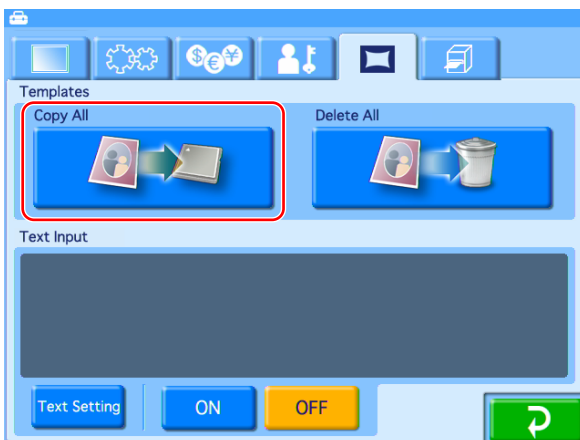 $ € ¥
Templates
Copy All
Delete All
Text Input
Text Setting
ON
OFF